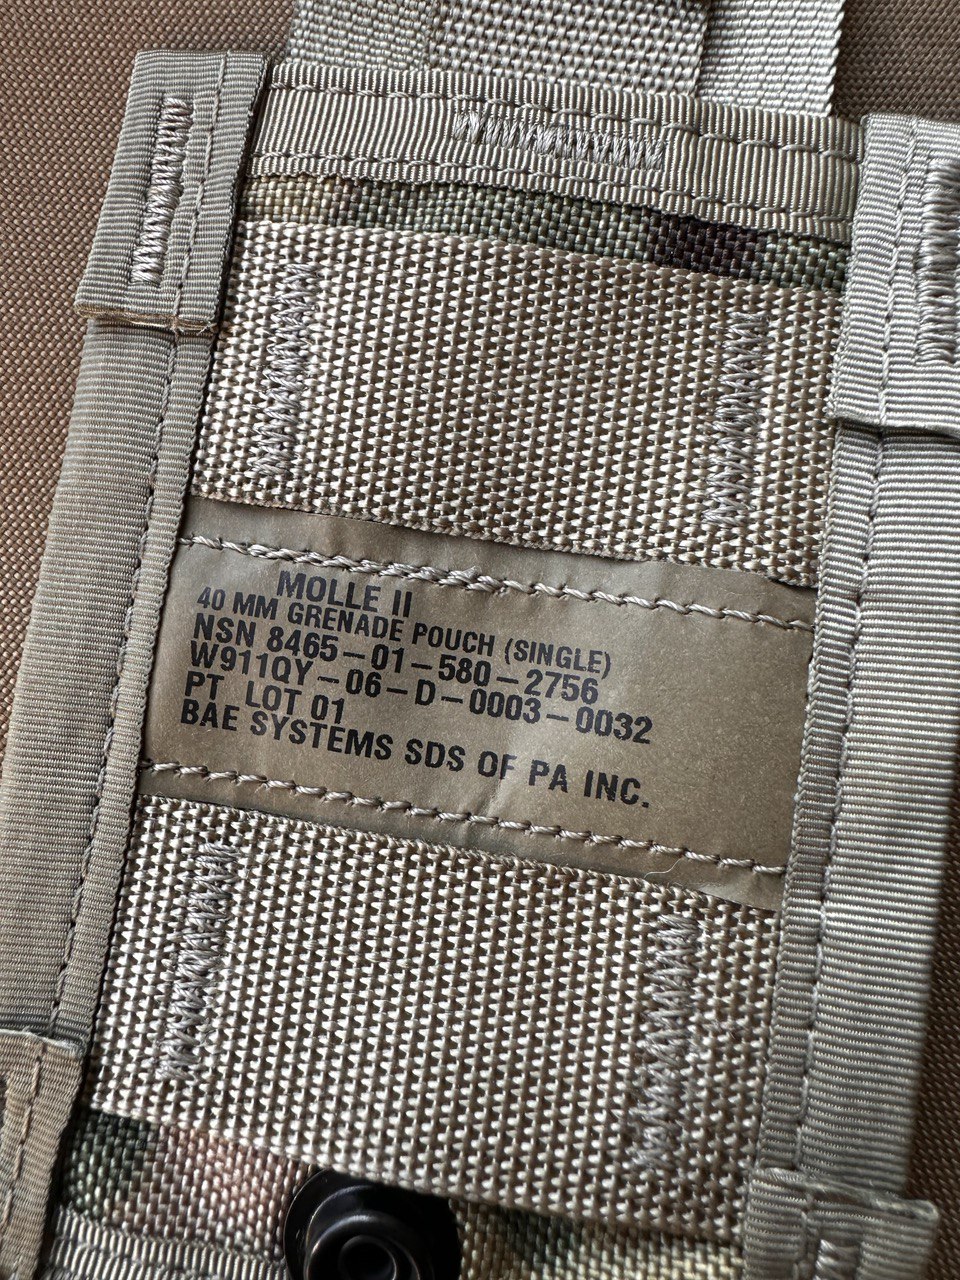 MOLLE II
40 MM GRENADE POUCH (SINGLE)
NSN 8465-01-580-2756
W911QY-06-D-0003-0032
PT LOT 01
BAE SYSTEMS SDS OF PA INC.